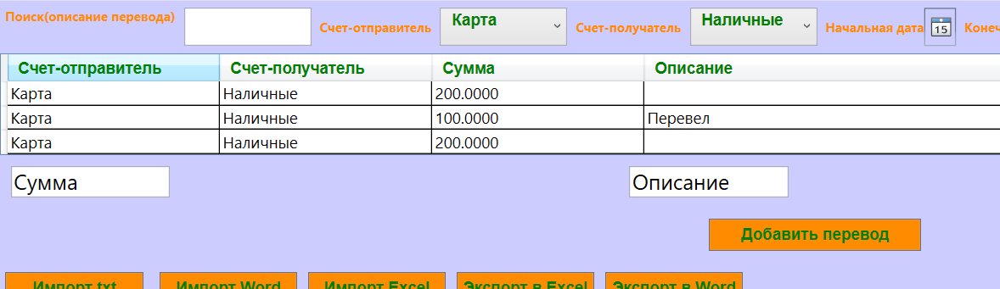 Поиск(описание перевода)
Счет-отправитель
Карта
Счет-получатель
Наличные
Начальная дата
15
Счет-отправитель Счет-получатель Сумма Описание
Карта Наличные 200.0000
Карта Наличные 100.0000 Перевел
Карта Наличные 200.0000
Сумма Описание
Добавить перевод
Импорт txt Импорт Word Импорт Excel Экспорт в Excel Экспорт в Word